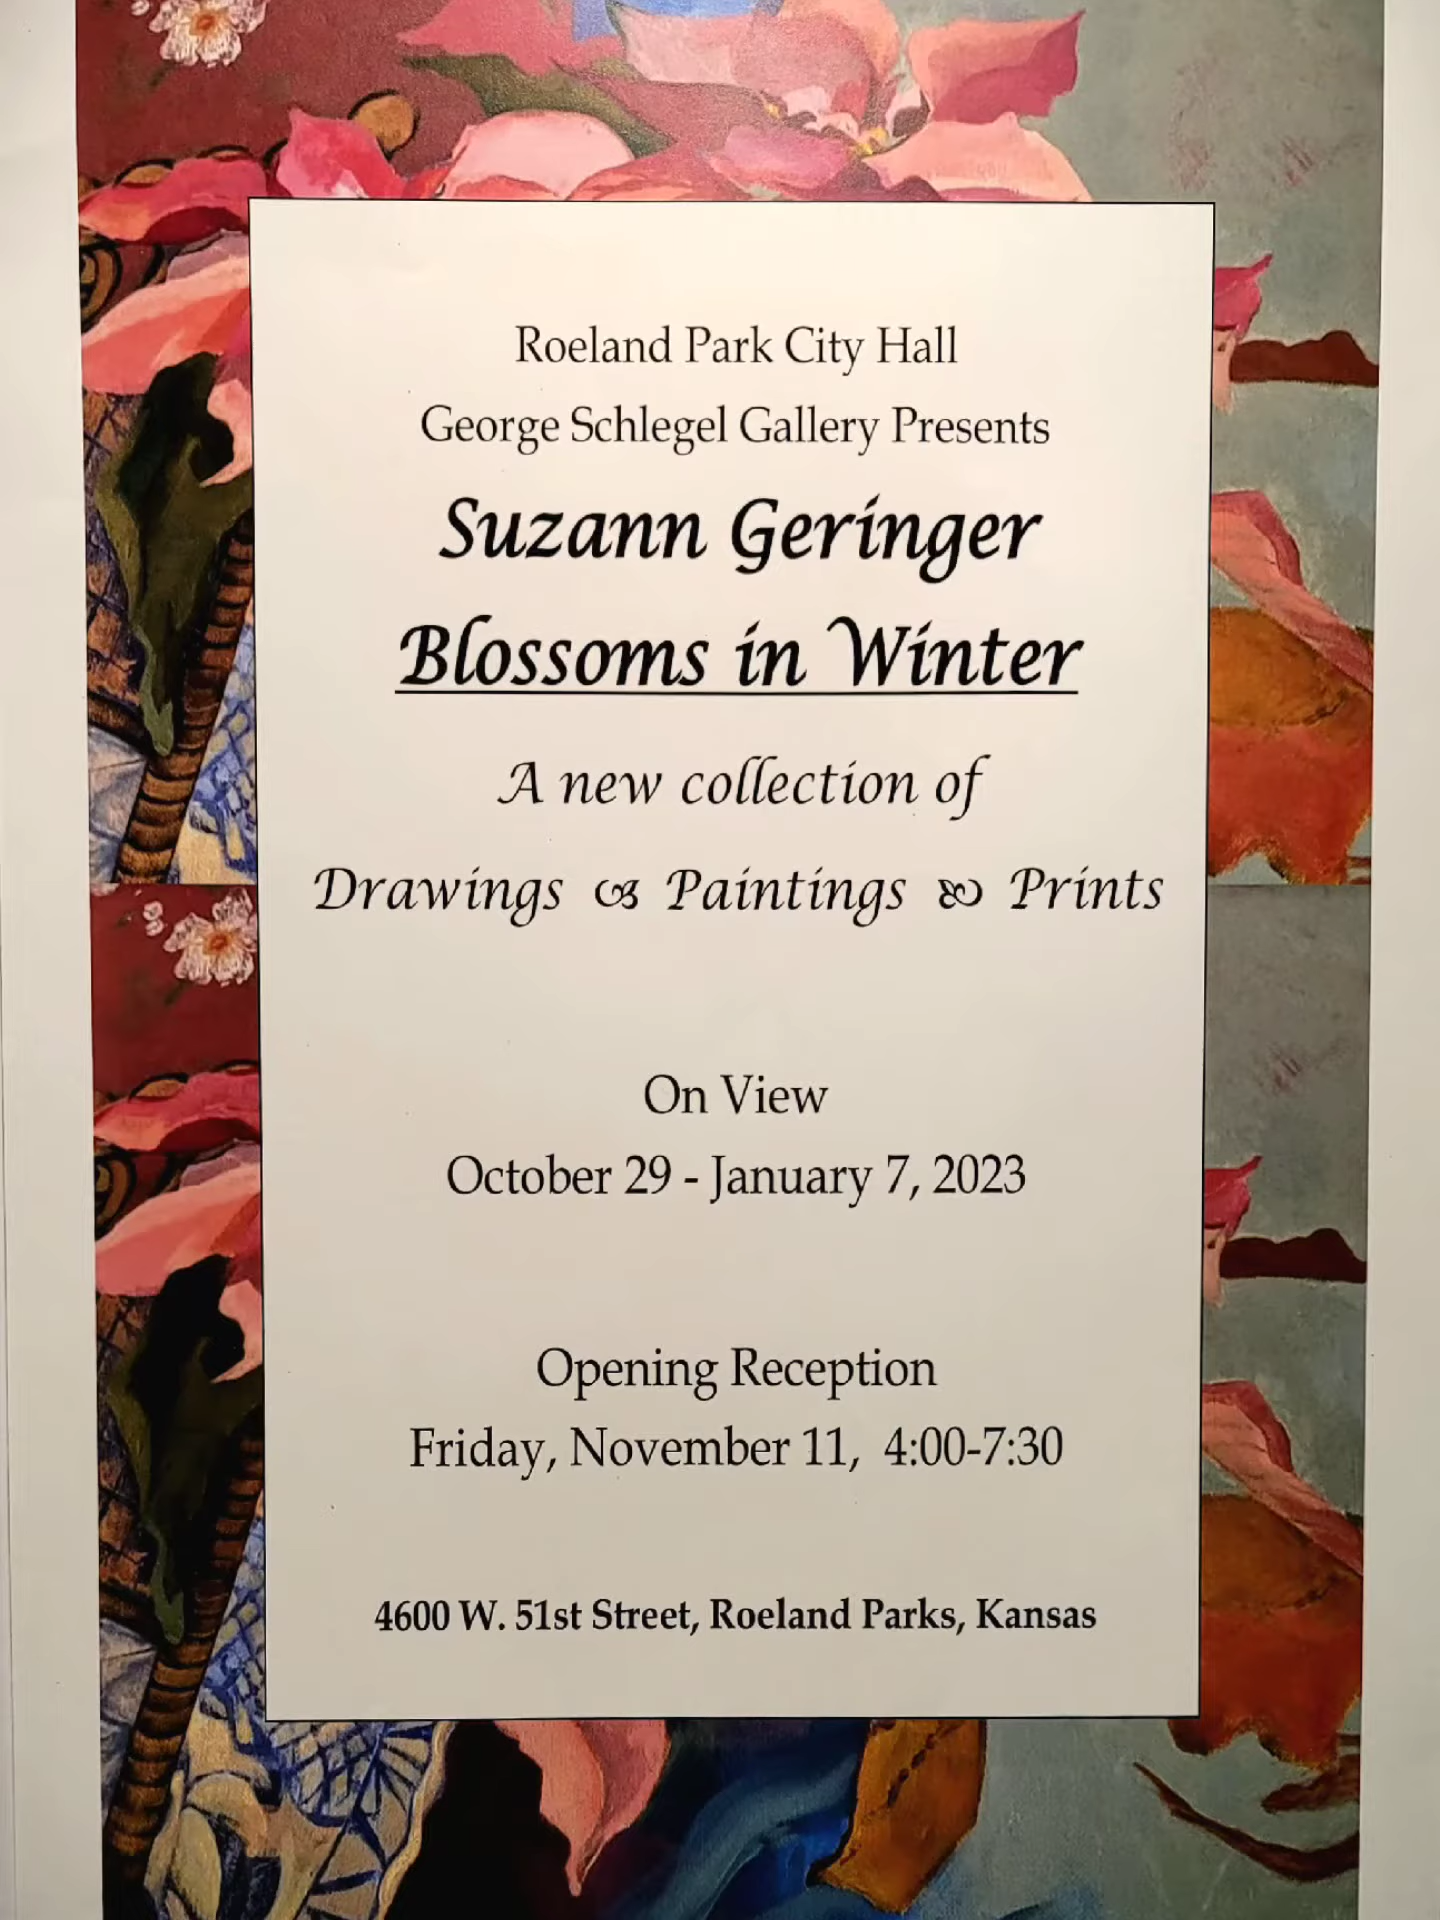 Roeland Park City Hall
George Schlegel Gallery Presents
Suzann Geringer
Blossoms in Winter
A new collection of
Drawings ☙ Paintings ❧ Prints
On View
October 29 - January 7, 2023
Opening Reception
Friday, November 11, 4:00-7:30
4600 W. 51st Street, Roeland Parks, Kansas